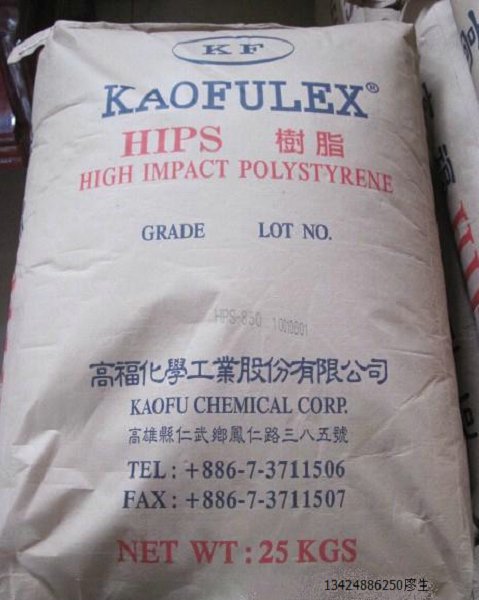 KF
KAOFULEX®
HIPS 樹脂
HIGH IMPACT POLYSTYRENE
GRADE LOT NO.
HPS-850
高福化學工業股份有限公司
KAOFU CHEMICAL CORP.
高雄縣仁武鄉鳳仁路三八五號
TEL : +886-7-3711506
FAX : +886-7-3711507
NET WT : 25 KGS
13424886250廖生